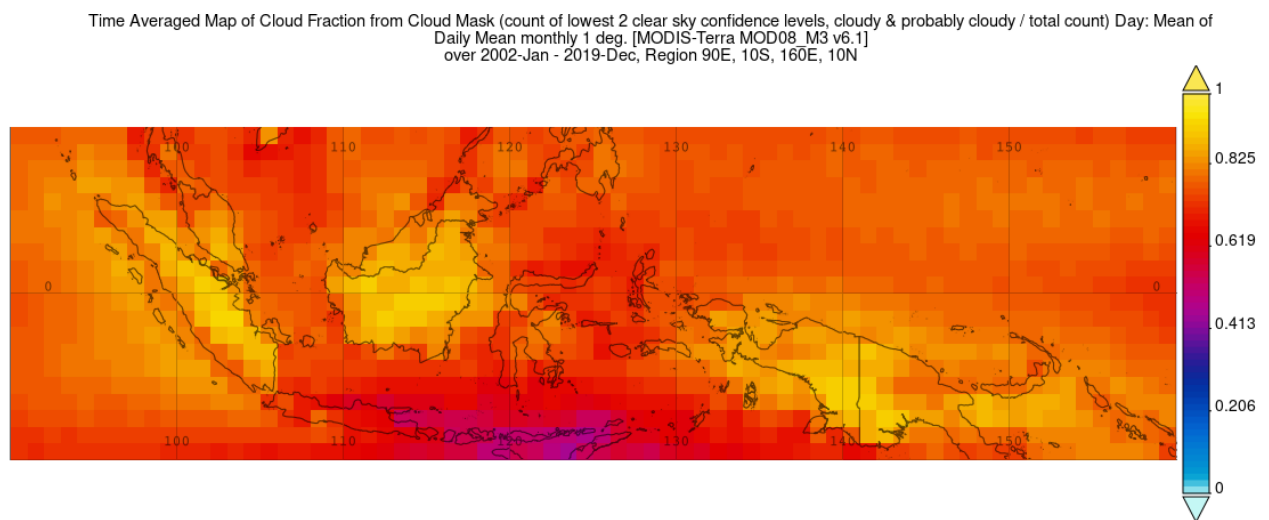 Time Averaged Map of Cloud Fraction from Cloud Mask (count of lowest 2 clear sky confidence levels, cloudy & probably cloudy / total count) Day: Mean of
Daily Mean monthly 1 deg. [MODIS-Terra MOD08_M3 v6.1]
over 2002-Jan - 2019-Dec, Region 90E, 10S, 160E, 10N
1
100 110 120 130 140 150
0.825
0.619
0 0
0.413
0.206
100 110 120 130 140 150
0